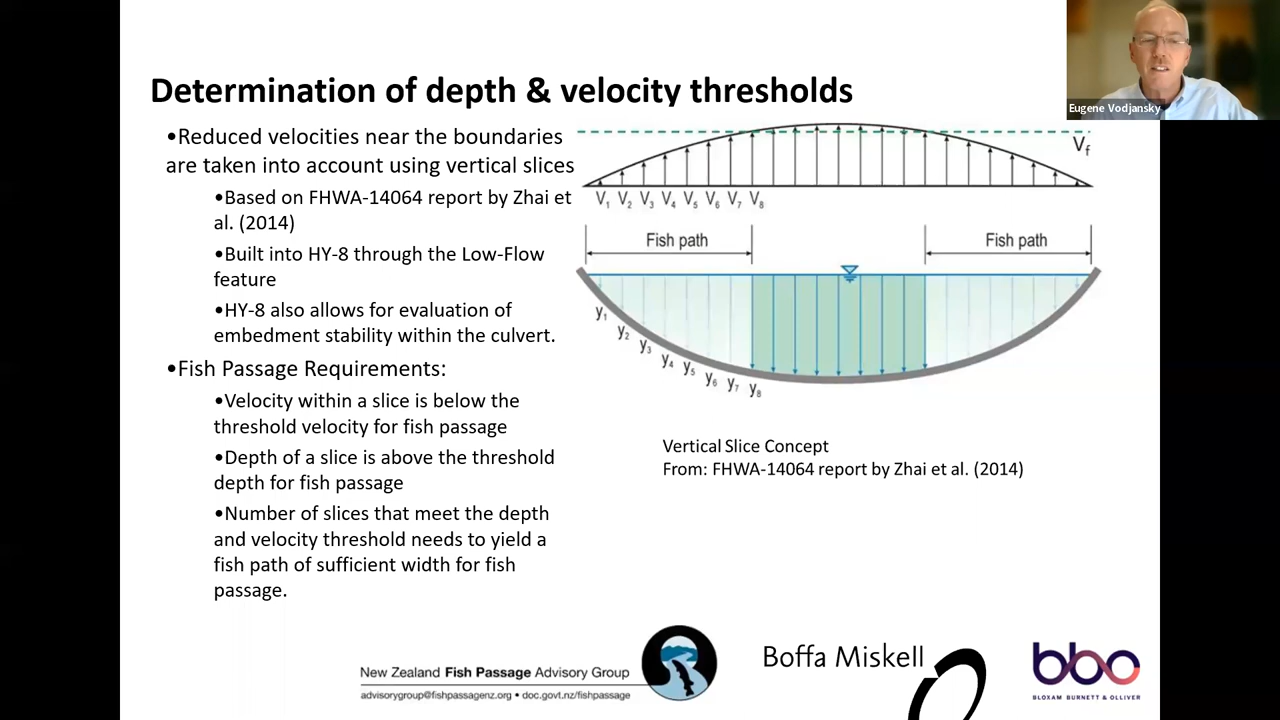 Eugene Vodjansky
Determination of depth & velocity thresholds
•Reduced velocities near the boundaries
are taken into account using vertical slices
•Based on FHWA-14064 report by Zhai et
al. (2014)
•Built into HY-8 through the Low-Flow
feature
•HY-8 also allows for evaluation of
embedment stability within the culvert.
•Fish Passage Requirements:
•Velocity within a slice is below the
threshold velocity for fish passage
•Depth of a slice is above the threshold
depth for fish passage
•Number of slices that meet the depth
and velocity threshold needs to yield a
fish path of sufficient width for fish
passage.
Vf
V1 V2 V3 V4 V5 V6 V7 V8
Fish path Fish path
y1 y2 y3 y4 y5 y6 y7 y8
Vertical Slice Concept
From: FHWA-14064 report by Zhai et al. (2014)
New Zealand Fish Passage Advisory Group
advisorygroup@fishpassagenz.org • doc.govt.nz/fishpassage
Boffa Miskell
bbo
BLOXAM BURNETT & OLLIVER